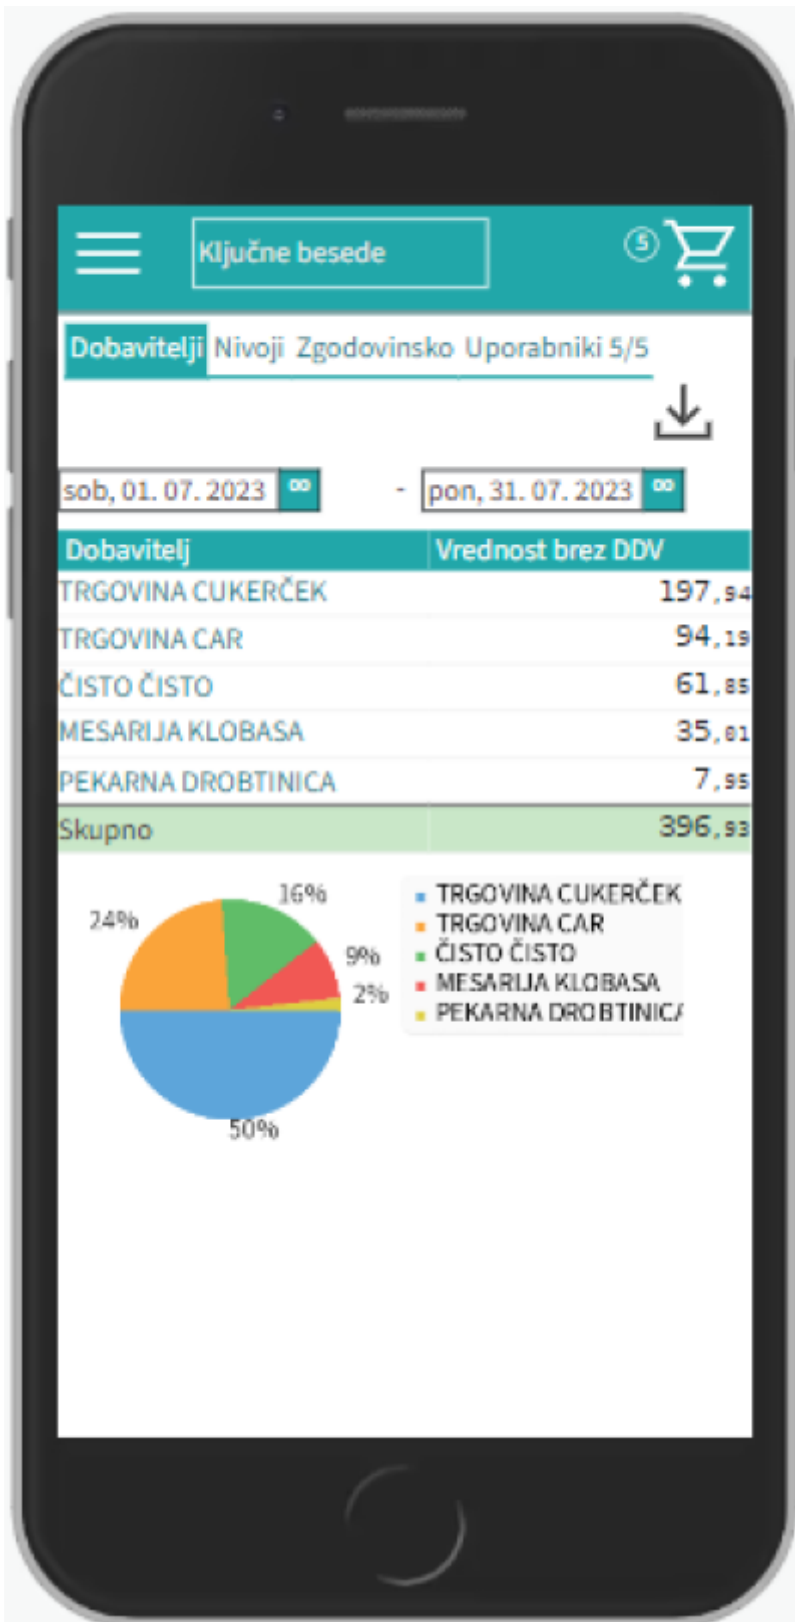 Ključne besede
5
Dobavitelji Nivoji Zgodovinsko Uporabniki 5/5
sob, 01. 07. 2023 - pon, 31. 07. 2023
Dobavitelj Vrednost brez DDV
TRGOVINA CUKERČEK 197,94
TRGOVINA CAR 94,19
ČISTO ČISTO 61,85
MESARIJA KLOBASA 35,01
PEKARNA DROBTINICA 7,95
Skupno 396,93
16%
24%
9%
2%
50%
TRGOVINA CUKERČEK
TRGOVINA CAR
ČISTO ČISTO
MESARIJA KLOBASA
PEKARNA DROBTINICA